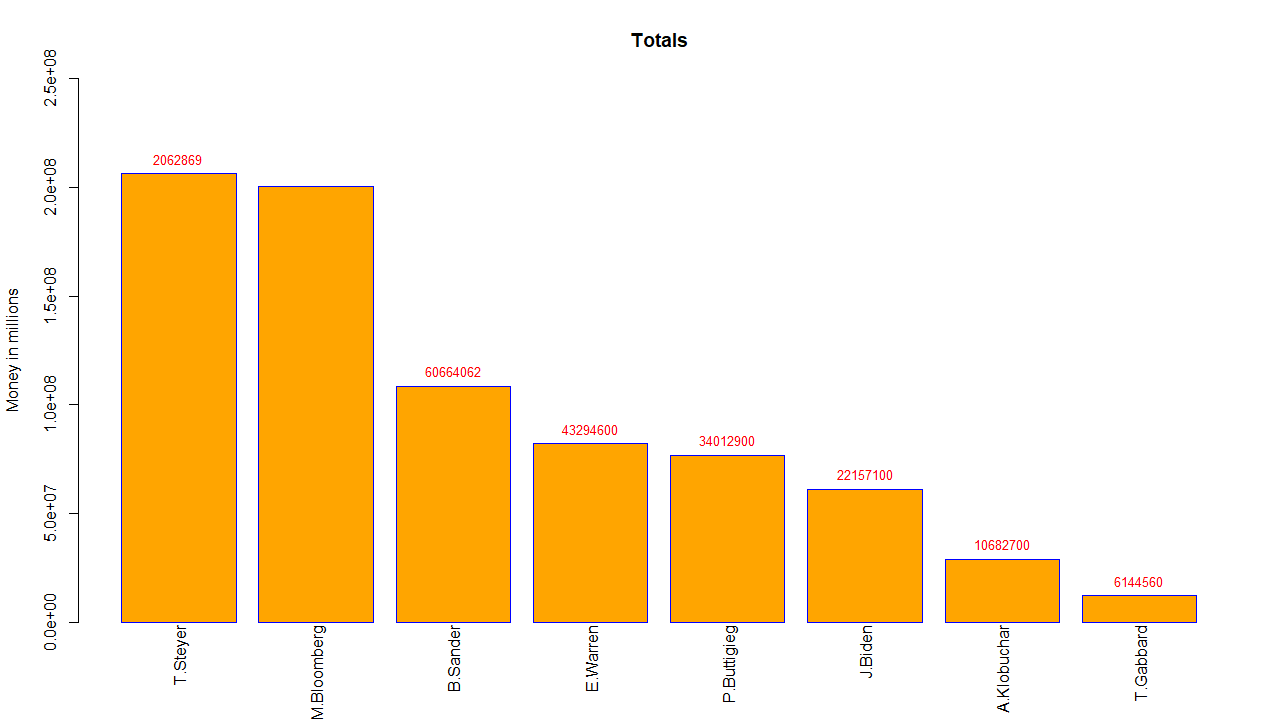 Totals
Money in millions
2.5e+08
2.0e+08
1.5e+08
1.0e+08
5.0e+07
0.0e+00
2062869
60664062
43294600
34012900
22157100
10682700
6144560
T.Steyer
M.Bloomberg
B.Sander
E.Warren
P.Buttigieg
J.Biden
A.Klobuchar
T.Gabbard